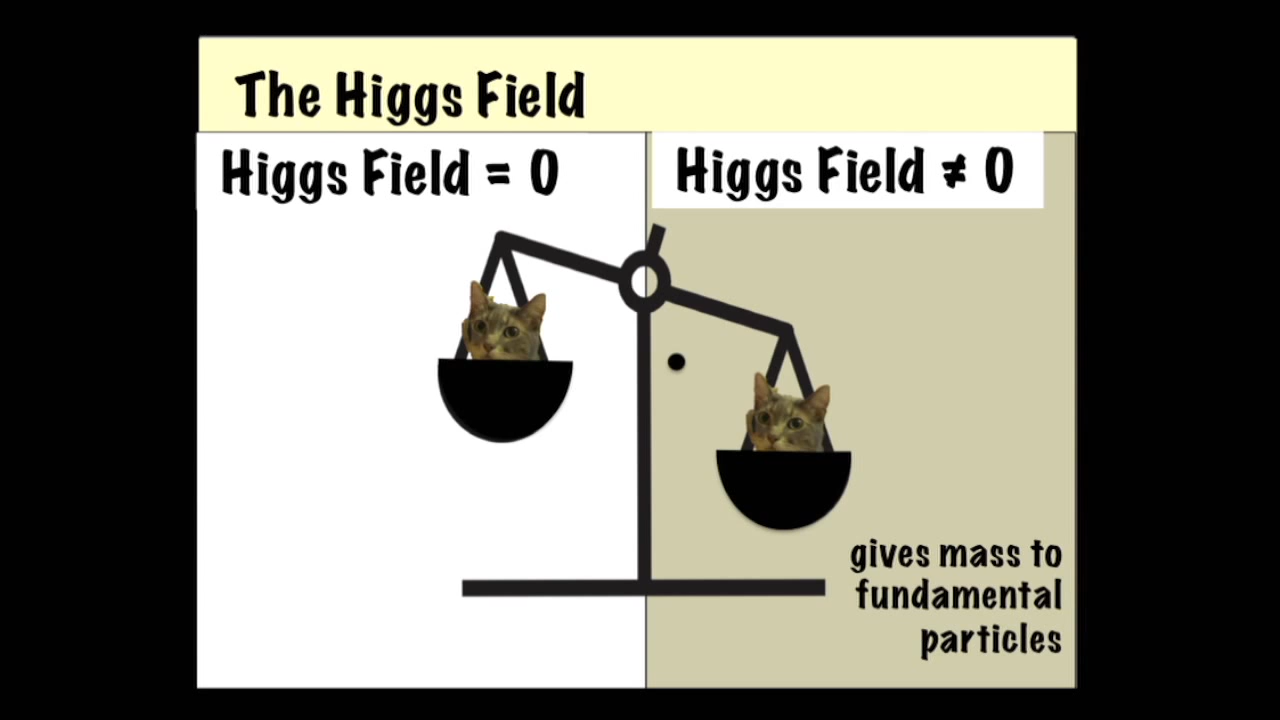 The Higgs Field
Higgs Field = 0
Higgs Field ≠ 0
gives mass to
fundamental
particles